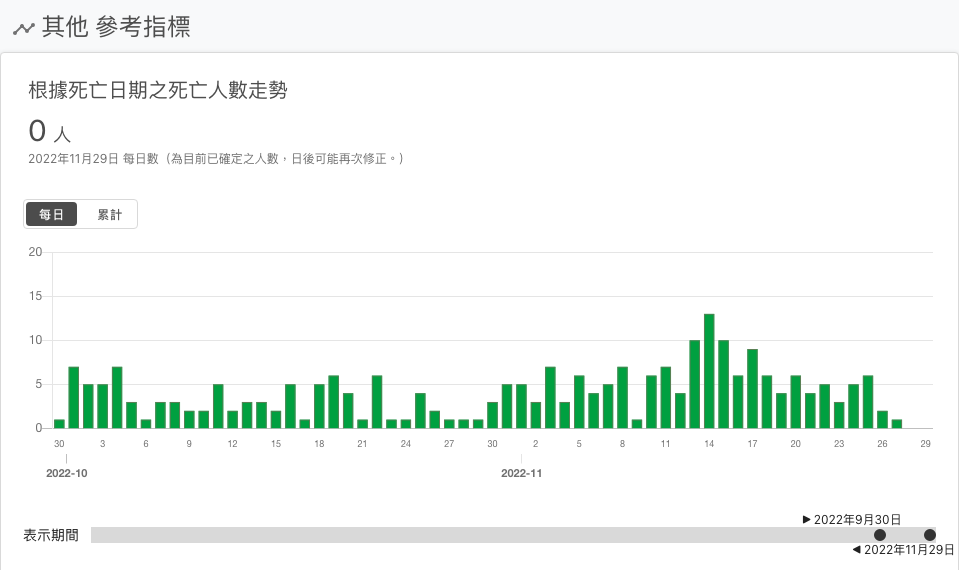 其他 參考指標
根據死亡日期之死亡人數走勢
0 人
2022年11月29日 每日數（為目前已確定之人數，日後可能再次修正。）
每日 累計
20
15
10
5
0
30 3 6 9 12 15 18 21 24 27 30 2 5 8 11 14 17 20 23 26 29
2022-10 2022-11
▶ 2022年9月30日
表示期間
◀ 2022年11月29日